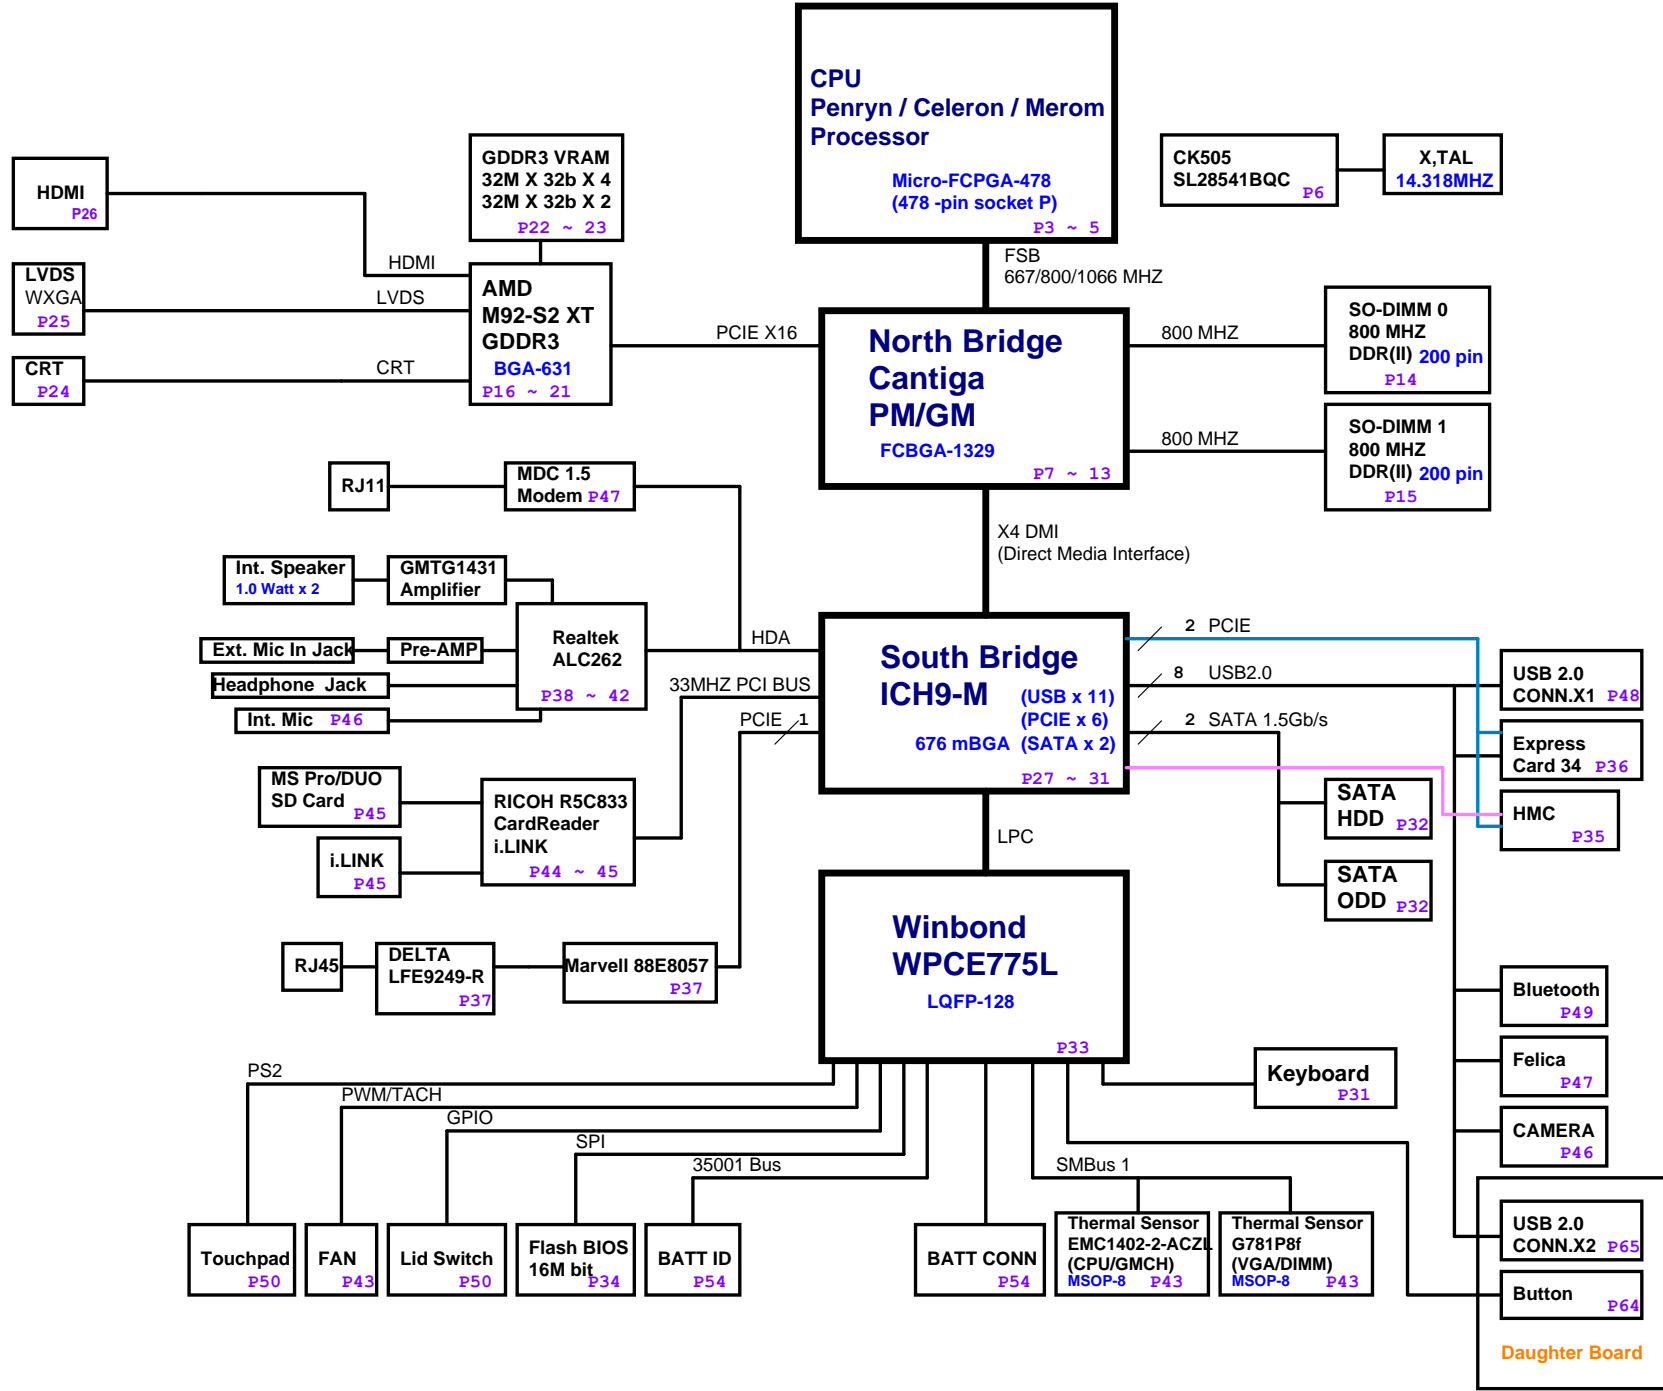 CPU
Penryn / Celeron / Merom
Processor
Micro-FCPGA-478
(478 -pin socket P)
P3 ~ 5
CK505
SL28541BQC
P6
X,TAL
14.318MHZ
HDMI
P26
GDDR3 VRAM
32M X 32b X 4
32M X 32b X 2
P22 ~ 23
FSB
667/800/1066 MHZ
LVDS
WXGA
P25
HDMI
LVDS
AMD
M92-S2 XT
GDDR3
BGA-631
P16 ~ 21
CRT
P24
CRT
PCIE X16
North Bridge
Cantiga
PM/GM
FCBGA-1329
P7 ~ 13
800 MHZ
SO-DIMM 0
800 MHZ
DDR(II) 200 pin
P14
800 MHZ
SO-DIMM 1
800 MHZ
DDR(II) 200 pin
P15
RJ11
MDC 1.5
Modem P47
X4 DMI
(Direct Media Interface)
Int. Speaker
1.0 Watt x 2
GMTG1431
Amplifier
Ext. Mic In Jack
Pre-AMP
Headphone Jack
Int. Mic P46
Realtek
ALC262
P38 ~ 42
HDA
33MHZ PCI BUS
PCIE 1
South Bridge
ICH9-M
(USB x 11)
(PCIE x 6)
676 mBGA (SATA x 2)
P27 ~ 31
2 PCIE
8 USB2.0
2 SATA 1.5Gb/s
USB 2.0
CONN.X1 P48
Express
Card 34 P36
HMC
P35
SATA
HDD P32
SATA
ODD P32
MS Pro/DUO
SD Card
P45
i.LINK
P45
RICOH R5C833
CardReader
i.LINK
P44 ~ 45
LPC
RJ45
DELTA
LFE9249-R
P37
Marvell 88E8057
P37
Winbond
WPCE775L
LQFP-128
P33
Bluetooth
P49
Felica
P47
CAMERA
P46
Keyboard
P31
PS2
PWM/TACH
GPIO
SPI
35001 Bus
SMBus 1
Touchpad
P50
FAN
P43
Lid Switch
P50
Flash BIOS
16M bit
P34
BATT ID
P54
BATT CONN
P54
Thermal Sensor
EMC1402-2-ACZL
(CPU/GMCH)
MSOP-8 P43
Thermal Sensor
G781P8f
(VGA/DIMM)
MSOP-8 P43
USB 2.0
CONN.X2 P65
Button
P64
Daughter Board